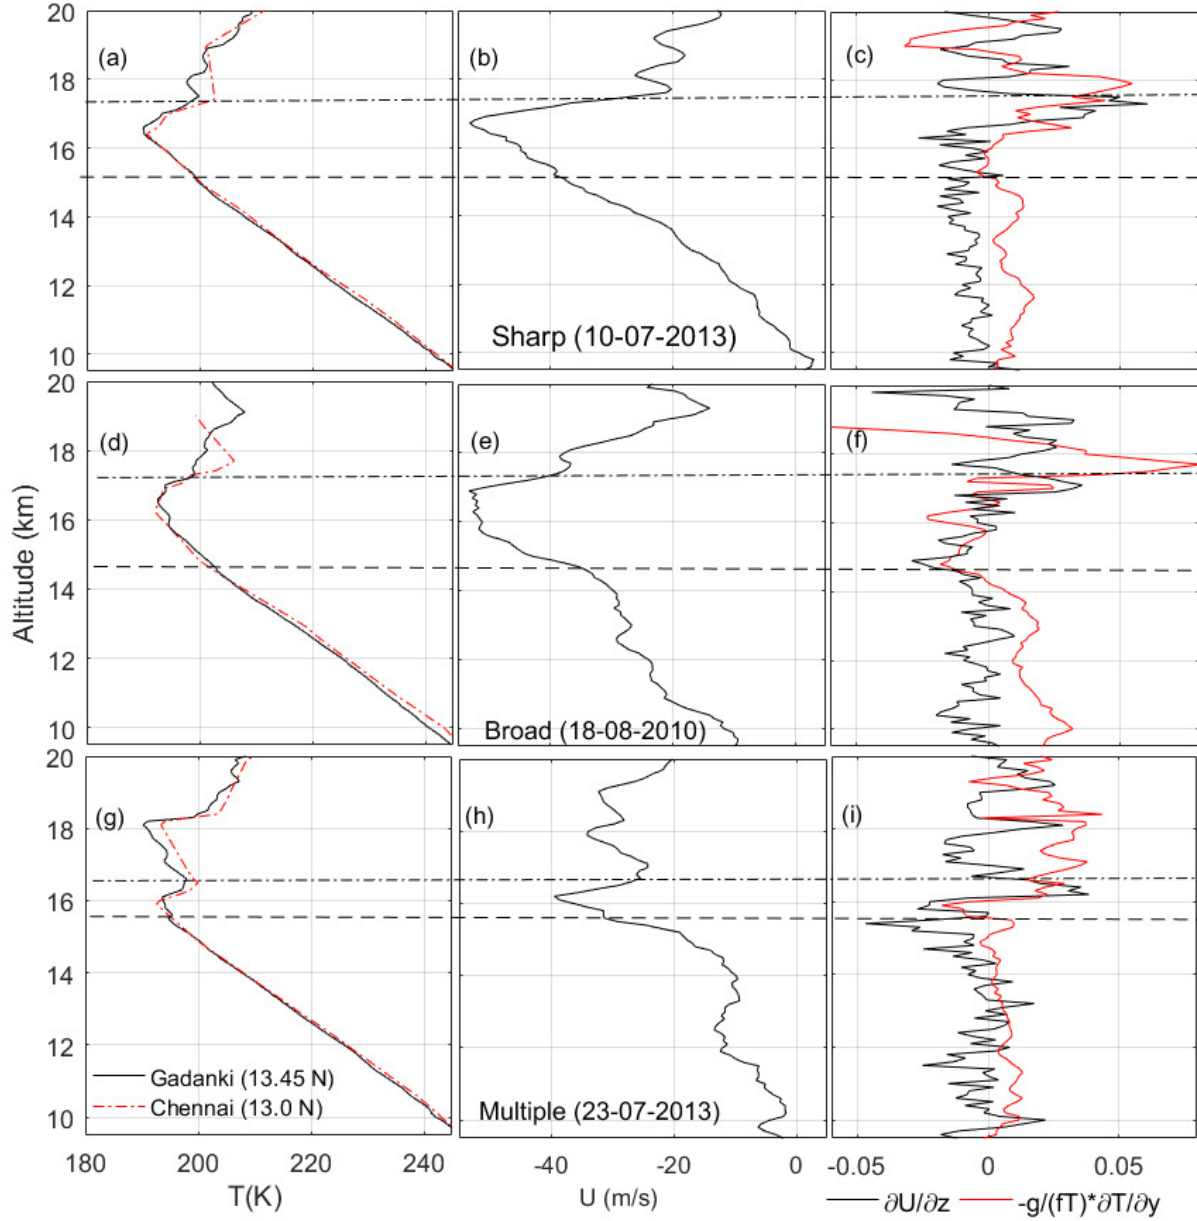 20
(a)
(b)
(c)
18
16
14
12
10
Sharp (10-07-2013)
20
(d)
(e)
(f)
18
16
14
12
10
Altitude (km)
Broad (18-08-2010)
20
(g)
(h)
(i)
18
16
14
12
10
Gadanki (13.45 N)
Chennai (13.0 N)
Multiple (23-07-2013)
180 200 220 240
-40 -20 0
-0.05 0 0.05
T(K)
U (m/s)
∂U/∂z -g/(fT)*∂T/∂y